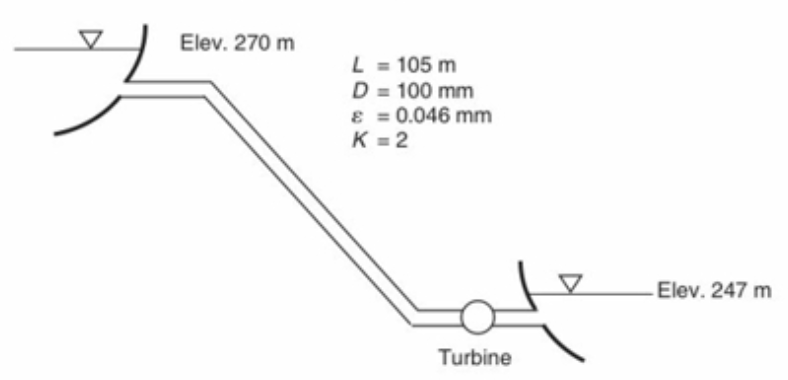 Elev. 270 m
L = 105 m
D = 100 mm
ε = 0.046 mm
K = 2
Elev. 247 m
Turbine